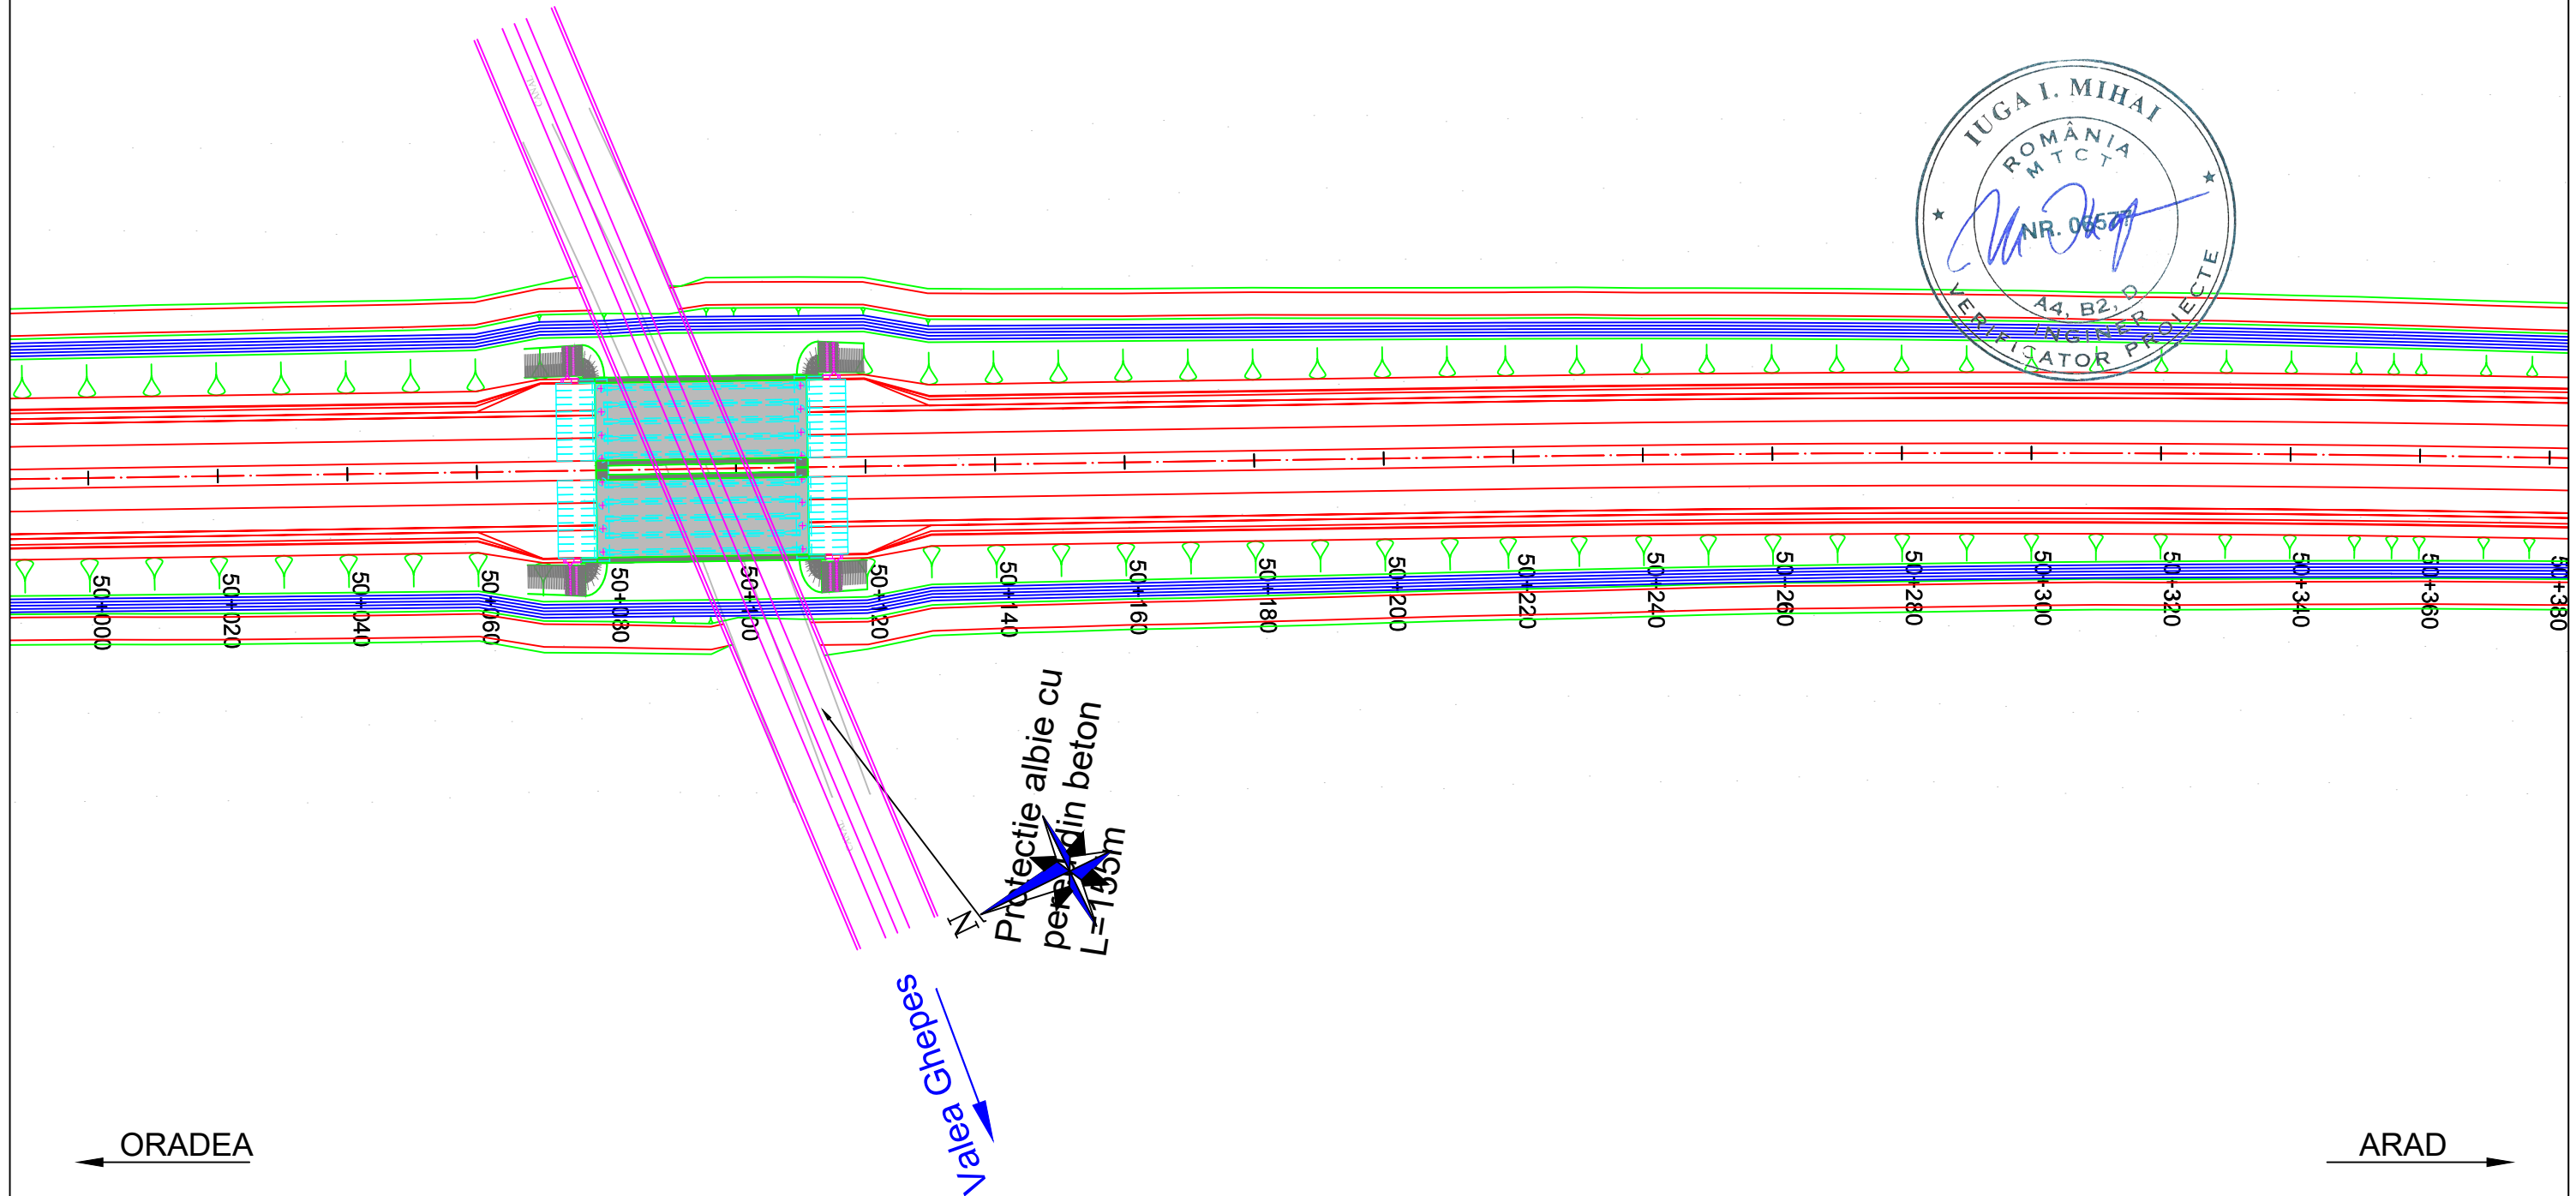 IUGA I. MIHAI
ROMÂNIA
MTCT
NR. 06577
A4, B2, D
INGINER
VERIFICATOR PROIECTE
50+000
50+020
50+040
50+060
50+080
50+100
50+120
50+140
50+160
50+180
50+200
50+220
50+240
50+260
50+280
50+300
50+320
50+340
50+360
50+380
Protectie albie cu
din beton
L=155m
N
Valea Ghepes
ORADEA
ARAD